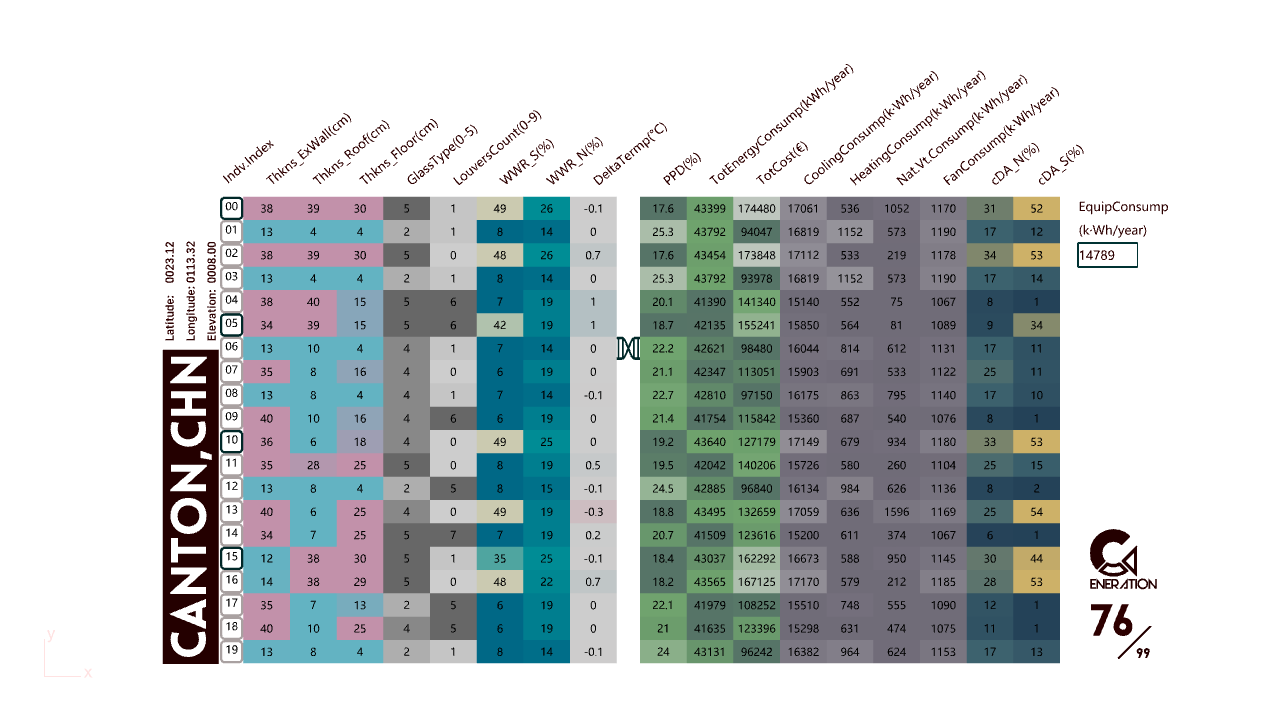 Indv.Index Thkns_ExWall(cm) Thkns_Roof(cm) Thkns_Floor(cm) GlassType(0-5) LouversCount(0-9) WWR_S(%) WWR_N(%) DeltaTermp(°C) PPD(%) TotEnergyConsump(kWh/year) TotCost(€) CoolingConsump(k·Wh/year) HeatingConsump(k·Wh/year) Nat.Vt.Consump(k·Wh/year) FanConsump(k·Wh/year) cDA_N(%) cDA_S(%)
00 38 39 30 5 1 49 26 -0.1 17.6 43399 174480 17061 536 1052 1170 31 52
01 13 4 4 2 1 8 14 0 25.3 43792 94047 16819 1152 573 1190 17 12
02 38 39 30 5 0 48 26 0.7 17.6 43454 173848 17112 533 219 1178 34 53
03 13 4 4 2 1 8 14 0 25.3 43792 93978 16819 1152 573 1190 17 14
04 38 40 15 5 6 7 19 1 20.1 41390 141340 15140 552 75 1067 8 1
05 34 39 15 5 6 42 19 1 18.7 42135 155241 15850 564 81 1089 9 34
06 13 10 4 4 1 7 14 0 22.2 42621 98480 16044 814 612 1131 17 11
07 35 8 16 4 0 6 19 0 21.1 42347 113051 15903 691 533 1122 25 11
08 13 8 4 4 1 7 14 -0.1 22.7 42810 97150 16175 863 795 1140 17 10
09 40 10 16 4 6 6 19 0 21.4 41754 115842 15360 687 540 1076 8 1
10 36 6 18 4 0 49 25 0 19.2 43640 127179 17149 679 934 1180 33 53
11 35 28 25 5 0 8 19 0.5 19.5 42042 140206 15726 580 260 1104 25 15
12 13 8 4 2 5 8 15 -0.1 24.5 42885 96840 16134 984 626 1136 8 2
13 40 6 25 4 0 49 19 -0.3 18.8 43495 132659 17059 636 1596 1169 25 54
14 34 7 25 5 7 7 19 0.2 20.7 41509 123616 15200 611 374 1067 6 1
15 12 38 30 5 1 35 25 -0.1 18.4 43037 162292 16673 588 950 1145 30 44
16 14 38 29 5 0 48 22 0.7 18.2 43565 167125 17170 579 212 1185 28 53
17 35 7 13 2 5 6 19 0 22.1 41979 108252 15510 748 555 1090 12 1
18 40 10 25 4 5 6 19 0 21 41635 123396 15298 631 474 1075 11 1
19 13 8 4 2 1 8 14 -0.1 24 43131 96242 16382 964 624 1153 17 13
EquipConsump
(k·Wh/year)
14789
Latitude: 0023.12
Longitude: 0113.32
Elevation: 0008.00
CANTON,CHN
ENERATION
76/99
y
x